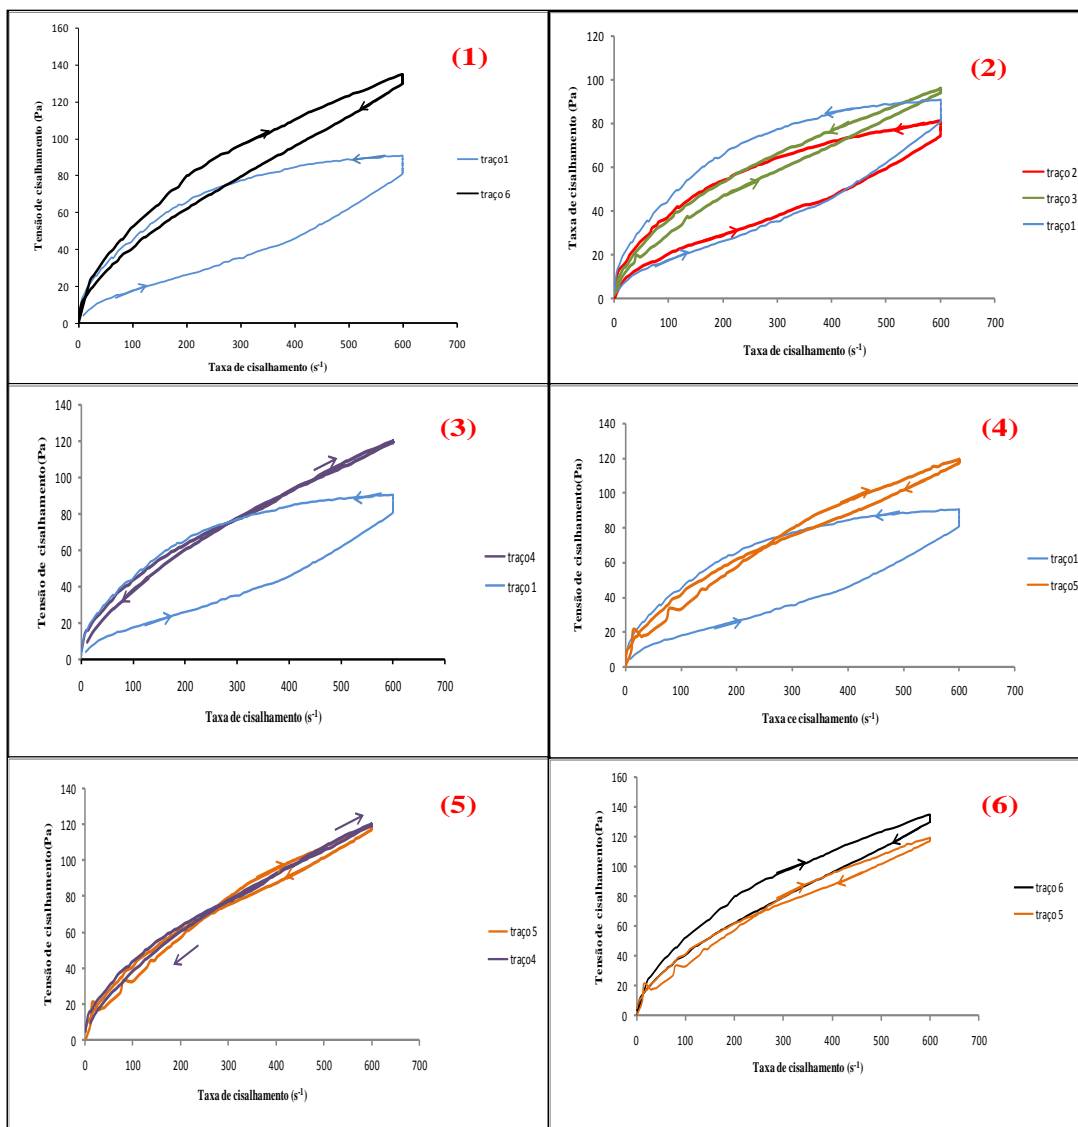 (1)
Tensão de cisalhamento (Pa)
160
140
120
100
80
60
40
20
0
0 100 200 300 400 500 600 700
Taxa de cisalhamento (s⁻¹)
traço1
traço 6
(2)
Taxa de cisalhamento (Pa)
120
100
80
60
40
20
0
0 100 200 300 400 500 600 700
Taxa de cisalhamento (s⁻¹)
traço 2
traço 3
traço1
(3)
Tensão de cisalhamento(Pa)
140
120
100
80
60
40
20
0
0 100 200 300 400 500 600 700
Taxa de cisalhamento (s⁻¹)
traço4
traço 1
(4)
Tensão de cisalhamento(Pa)
140
120
100
80
60
40
20
0
0 100 200 300 400 500 600 700
Taxa ce cisalhamento (s⁻¹)
traço1
traço5
(5)
Tensão de cisalhamento(Pa)
140
120
100
80
60
40
20
0
0 100 200 300 400 500 600 700
Taxa de cisalhamento (s⁻¹)
traço 5
traço4
(6)
Tensão de cisalhamento(Pa)
160
140
120
100
80
60
40
20
0
0 100 200 300 400 500 600 700
Taxa de cisalhamento (s⁻¹)
traço 6
traço 5